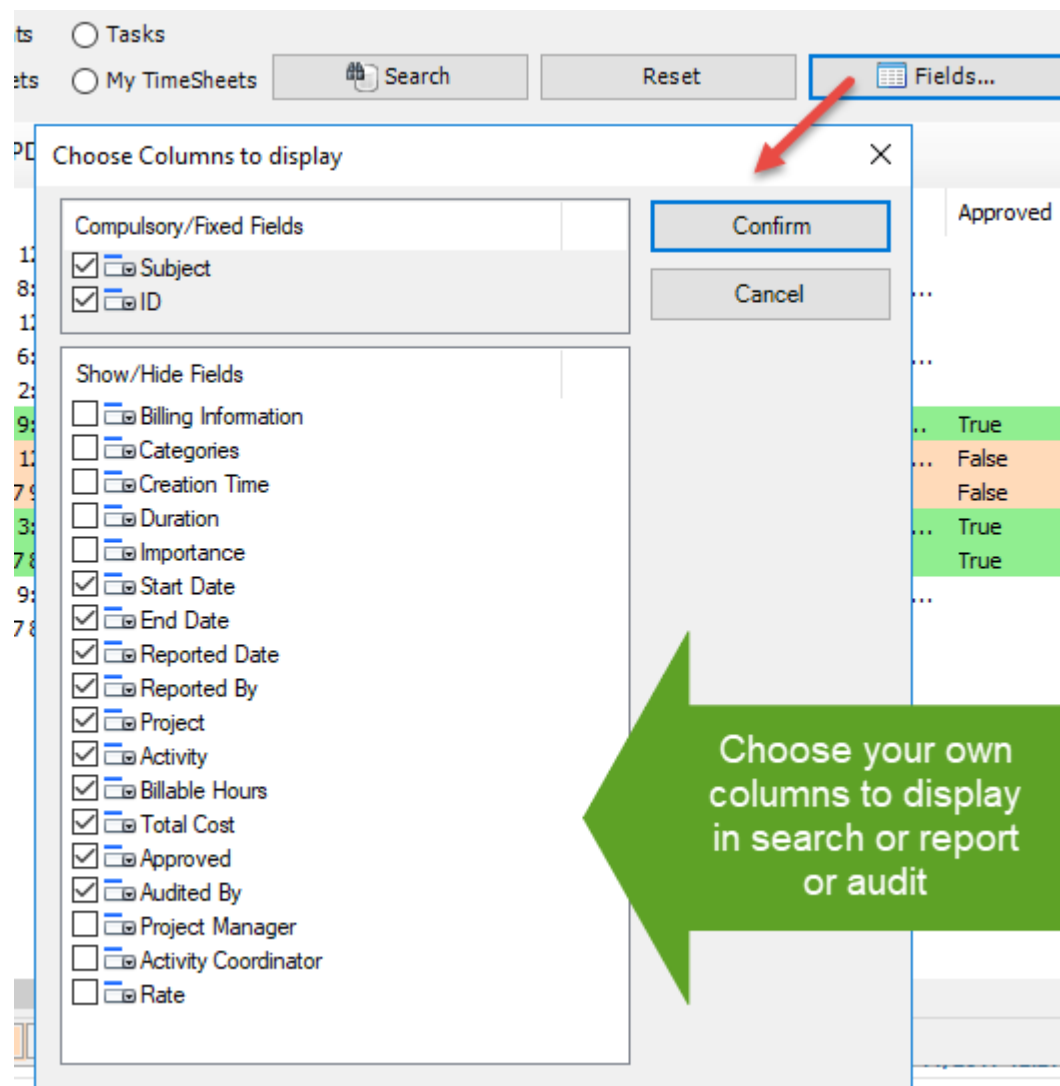 Tasks
My TimeSheets Search Reset Fields...
Choose Columns to display
Compulsory/Fixed Fields Confirm Approved
Subject
ID Cancel
Show/Hide Fields
Billing Information
Categories True
Creation Time False
Duration False
Importance True
Start Date True
End Date
Reported Date
Reported By
Project
Activity
Billable Hours
Total Cost
Approved
Audited By
Project Manager
Activity Coordinator
Rate
Choose your own
columns to display
in search or report
or audit